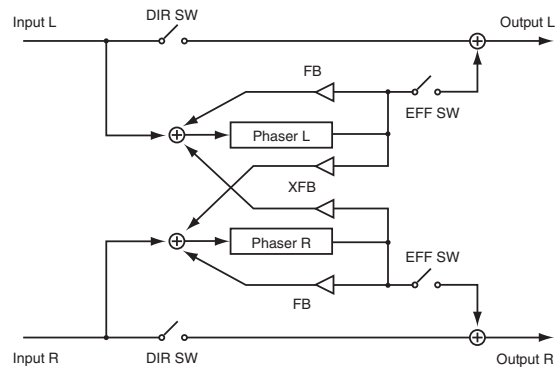 Input L
DIR SW
Output L
FB
EFF SW
Phaser L
XFB
Phaser R
EFF SW
FB
Input R
DIR SW
Output R